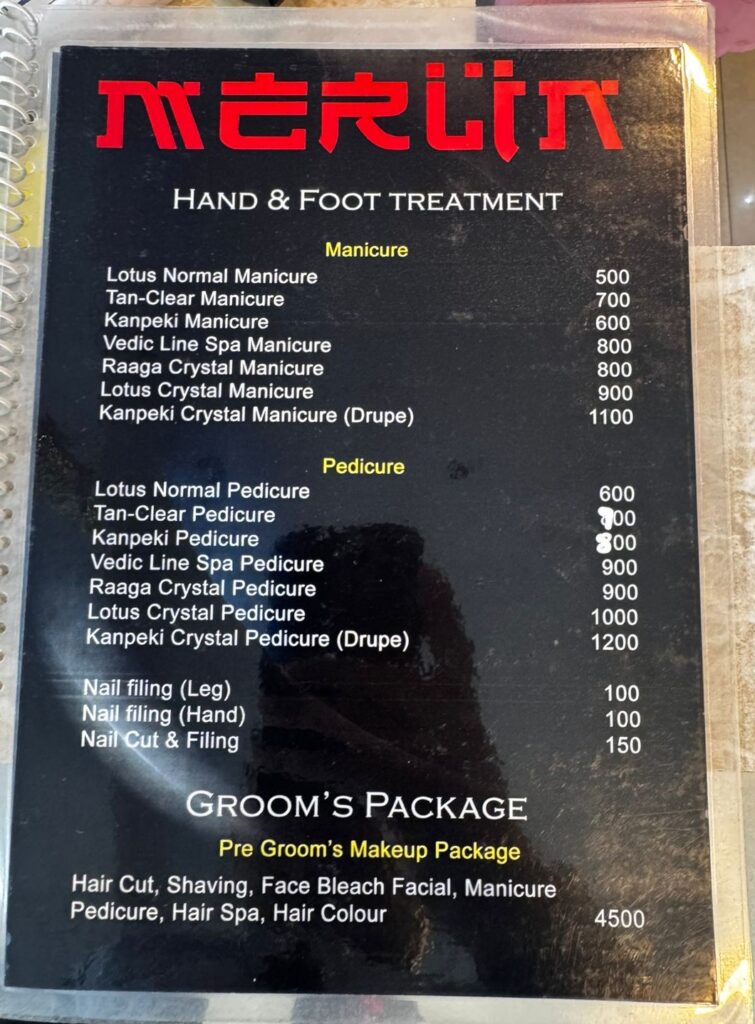 MERLIN
HAND & FOOT TREATMENT
Manicure
Lotus Normal Manicure 500
Tan-Clear Manicure 700
Kanpeki Manicure 600
Vedic Line Spa Manicure 800
Raaga Crystal Manicure 800
Lotus Crystal Manicure 900
Kanpeki Crystal Manicure (Drupe) 1100
Pedicure
Lotus Normal Pedicure 600
Tan-Clear Pedicure 900
Kanpeki Pedicure 800
Vedic Line Spa Pedicure 900
Raaga Crystal Pedicure 900
Lotus Crystal Pedicure 1000
Kanpeki Crystal Pedicure (Drupe) 1200
Nail filing (Leg) 100
Nail filing (Hand) 100
Nail Cut & Filing 150
GROOM'S PACKAGE
Pre Groom's Makeup Package
Hair Cut, Shaving, Face Bleach Facial, Manicure
Pedicure, Hair Spa, Hair Colour 4500